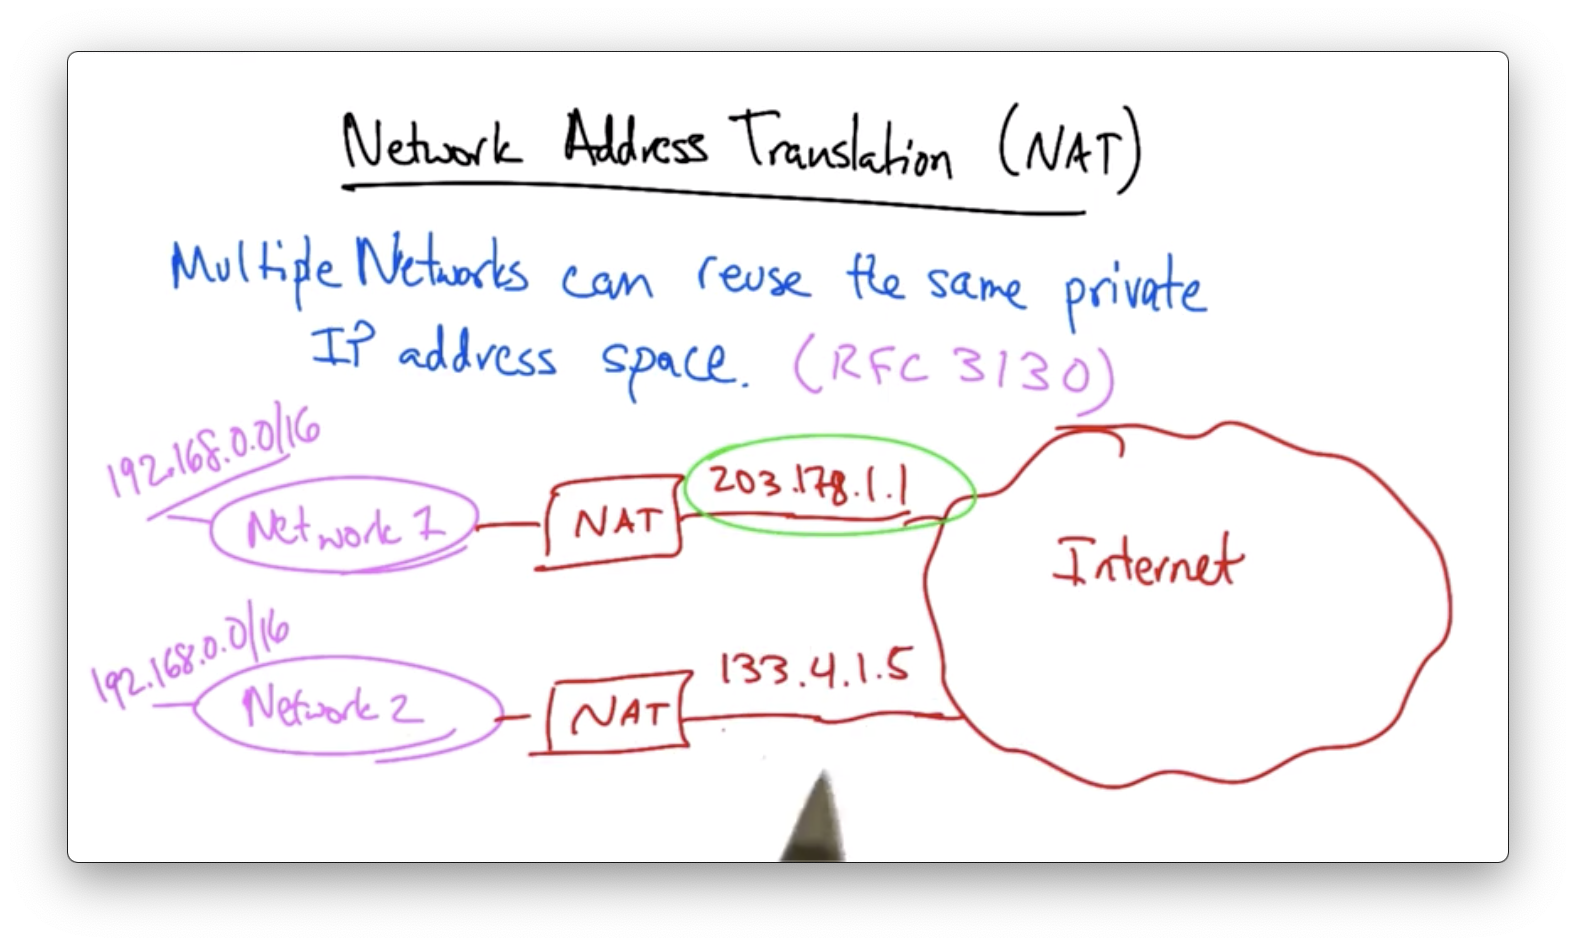 Network Address Translation (NAT)
Multiple Networks can reuse the same private
IP address space. (RFC 3130)
192.168.0.0/16
Network 1
NAT
203.178.1.1
Internet
192.168.0.0/16
Network 2
NAT
133.4.1.5